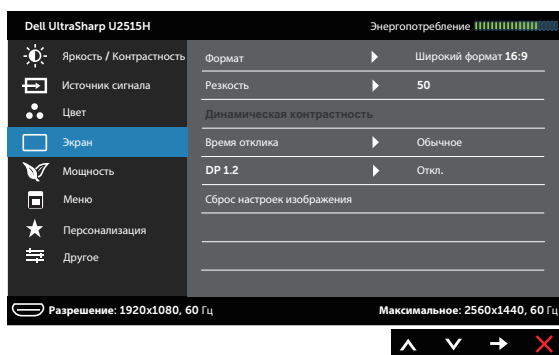 Dell UltraSharp U2515H
Энергопотребление
Яркость / Контрастность
Формат
Широкий формат 16:9
Источник сигнала
Резкость
50
Цвет
Динамическая контрастность
Экран
Время отклика
Обычное
Мощность
DP 1.2
Откл.
Меню
Сброс настроек изображения
Персонализация
Другое
Разрешение: 1920x1080, 60 Гц
Максимальное: 2560x1440, 60 Гц